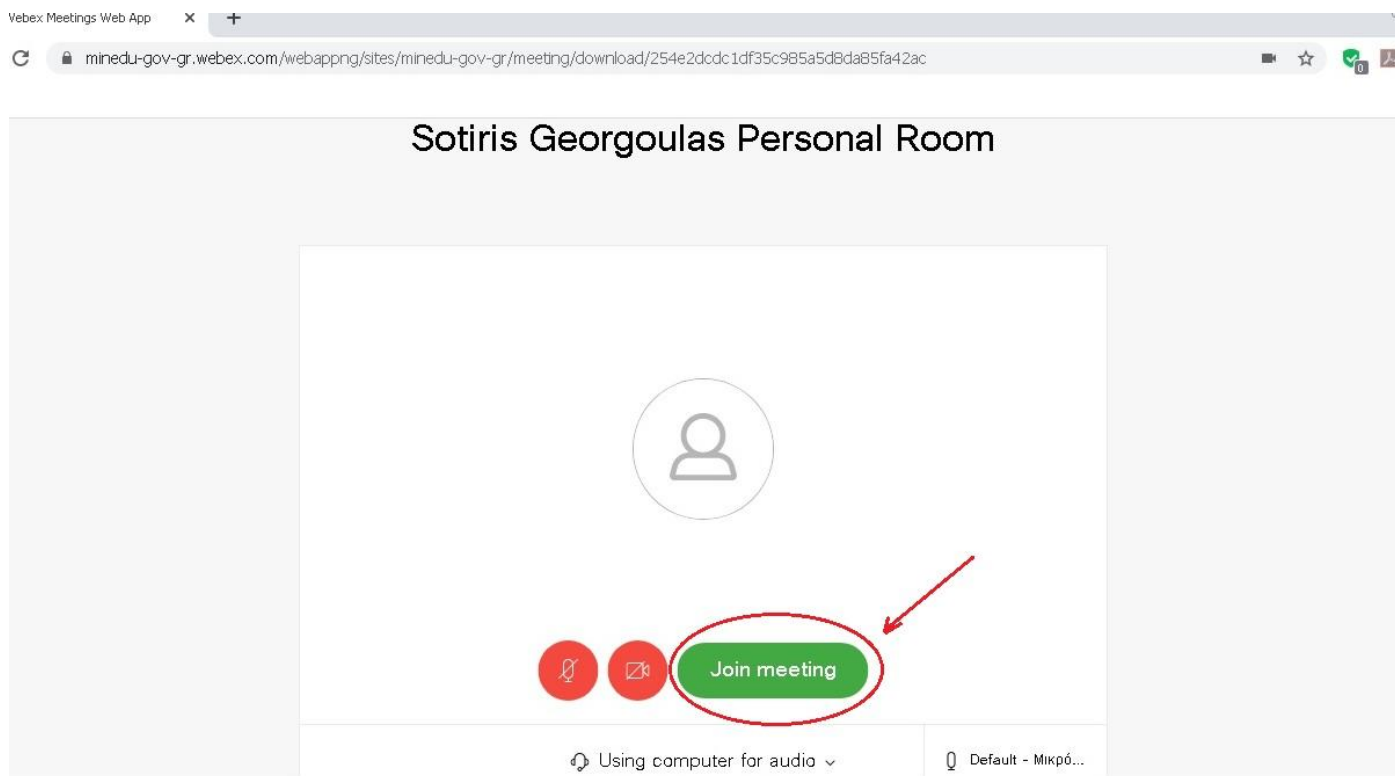 Vebex Meetings Web App
minedu-gov-gr.webex.com/webappng/sites/minedu-gov-gr/meeting/download/254e2dcdc1df35c985a5d8da85fa42ac
0
Sotiris Georgoulas Personal Room
Join meeting
Using computer for audio
Default - Μικρό...